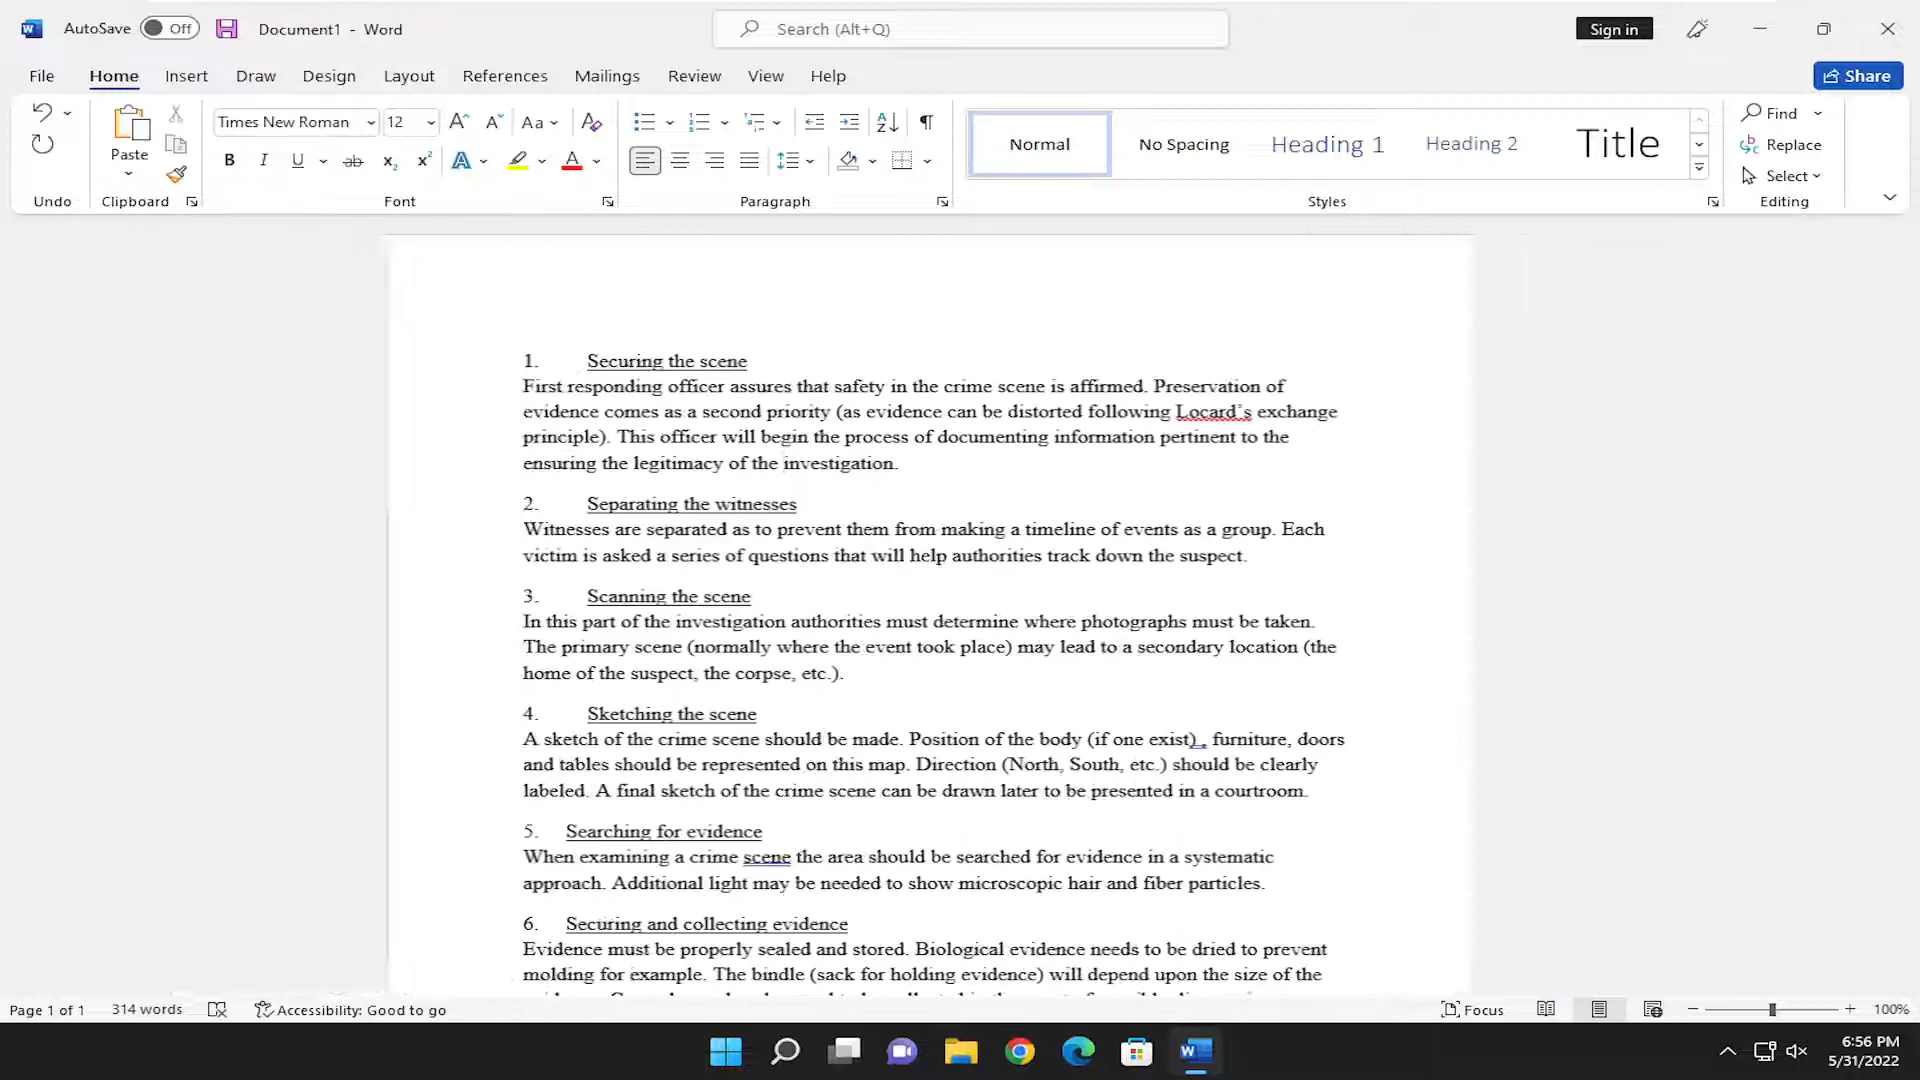 AutoSave Off Document1 - Word Search (Alt+Q) Sign in
File Home Insert Draw Design Layout References Mailings Review View Help Share
Times New Roman 12 Aa Find
Paste Normal No Spacing Heading 1 Heading 2 Title Replace
Select
Undo Clipboard Font Paragraph Styles Editing
1. Securing the scene
First responding officer assures that safety in the crime scene is affirmed. Preservation of
evidence comes as a second priority (as evidence can be distorted following Locard`s exchange
principle). This officer will begin the process of documenting information pertinent to the
ensuring the legitimacy of the investigation.
2. Separating the witnesses
Witnesses are separated as to prevent them from making a timeline of events as a group. Each
victim is asked a series of questions that will help authorities track down the suspect.
3. Scanning the scene
In this part of the investigation authorities must determine where photographs must be taken.
The primary scene (normally where the event took place) may lead to a secondary location (the
home of the suspect, the corpse, etc.).
4. Sketching the scene
A sketch of the crime scene should be made. Position of the body (if one exist) , furniture, doors
and tables should be represented on this map. Direction (North, South, etc.) should be clearly
labeled. A final sketch of the crime scene can be drawn later to be presented in a courtroom.
5. Searching for evidence
When examining a crime scene the area should be searched for evidence in a systematic
approach. Additional light may be needed to show microscopic hair and fiber particles.
6. Securing and collecting evidence
Evidence must be properly sealed and stored. Biological evidence needs to be dried to prevent
molding for example. The bindle (sack for holding evidence) will depend upon the size of the
Page 1 of 1 314 words Accessibility: Good to go Focus 100%
6:56 PM
5/31/2022